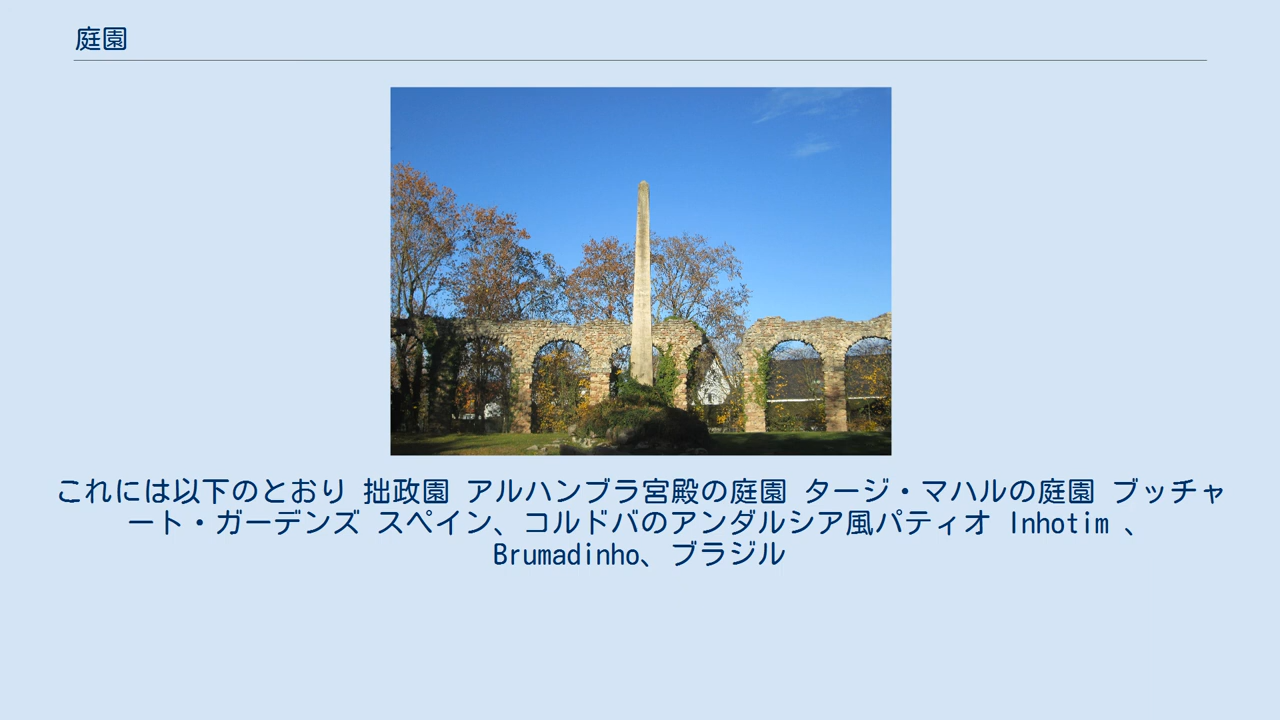 庭園
これには以下のとおり 拙政園 アルハンブラ宮殿の庭園 タージ・マハルの庭園 ブッチャ
ート・ガーデンズ スペイン、コルドバのアンダルシア風パティオ Inhotim 、
Brumadinho、ブラジル